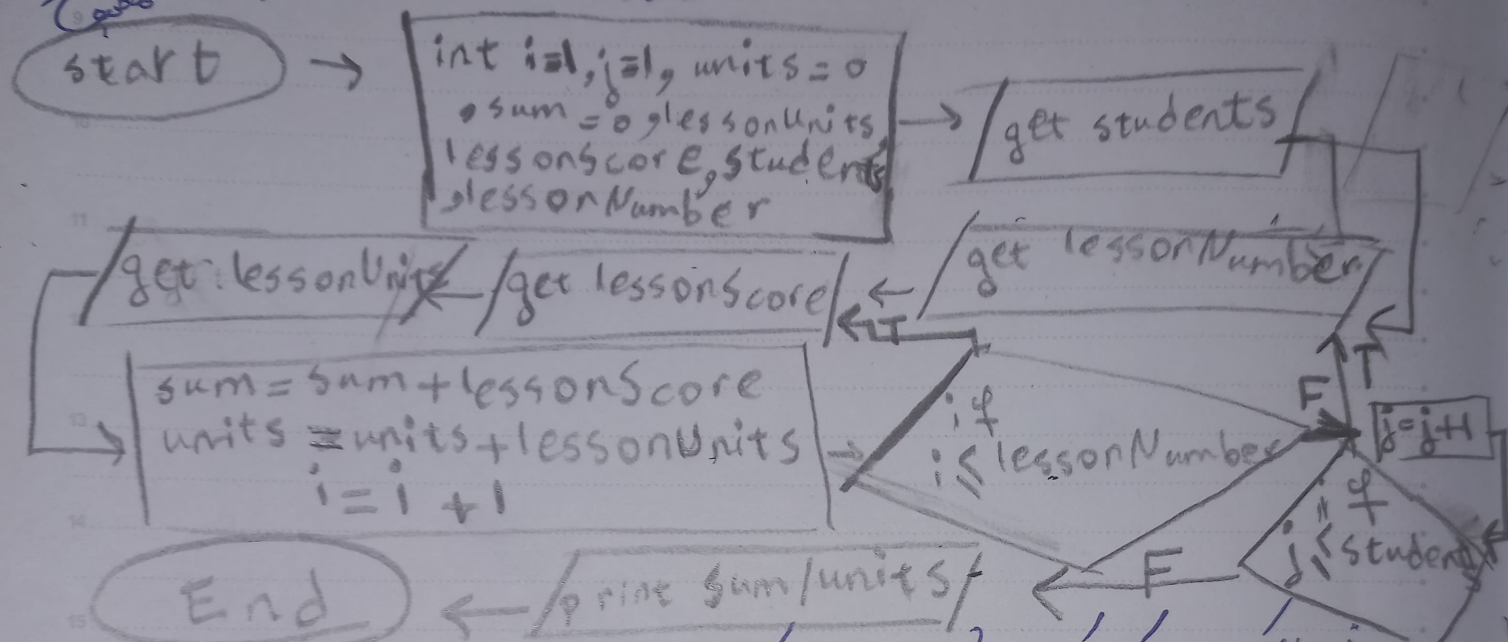 start
int i=1, j=1, units = 0
, sum = 0, lessonUnits,
lessonScore, students
, lessonNumber
get students
get lessonNumber
get lessonScore
get lessonUnits
sum = sum + lessonScore
units = units + lessonUnits
i = i + 1
T
if
i ≤ lessonNumber
F
T
j = j+1
if
j ≤ students
F
print sum/units
End